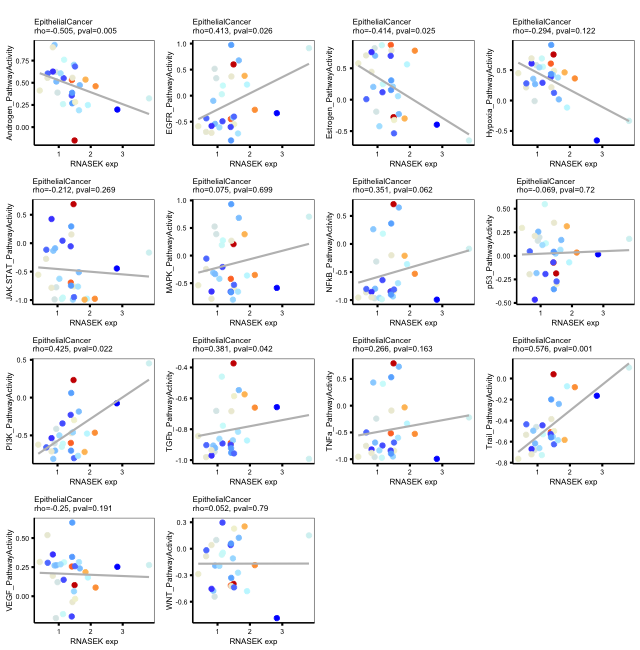 EpithelialCancer
rho=-0.505, pval=0.005
Androgen_PathwayActivity
0.75
0.50
0.25
0.00
1
2
3
RNASEK exp
EpithelialCancer
rho=0.413, pval=0.026
EGFR_PathwayActivity
1.0
0.5
0.0
-0.5
1
2
3
RNASEK exp
EpithelialCancer
rho=-0.414, pval=0.025
Estrogen_PathwayActivity
0.5
0.0
-0.5
1
2
3
RNASEK exp
EpithelialCancer
rho=-0.294, pval=0.122
Hypoxia_PathwayActivity
0.5
0.0
-0.5
1
2
3
RNASEK exp
EpithelialCancer
rho=-0.212, pval=0.269
JAK-STAT_PathwayActivity
0.5
0.0
-0.5
-1.0
1
2
3
RNASEK exp
EpithelialCancer
rho=0.075, pval=0.699
MAPK_PathwayActivity
1.0
0.5
0.0
-0.5
1
2
3
RNASEK exp
EpithelialCancer
rho=0.351, pval=0.062
NFkB_PathwayActivity
0.5
0.0
-0.5
-1.0
1
2
3
RNASEK exp
EpithelialCancer
rho=-0.069, pval=0.72
p53_PathwayActivity
0.50
0.25
0.00
-0.25
-0.50
1
2
3
RNASEK exp
EpithelialCancer
rho=0.425, pval=0.022
PI3K_PathwayActivity
0.5
0.0
-0.5
1
2
3
RNASEK exp
EpithelialCancer
rho=0.381, pval=0.042
TGFb_PathwayActivity
-0.4
-0.6
-0.8
-1.0
1
2
3
RNASEK exp
EpithelialCancer
rho=0.266, pval=0.163
TNFa_PathwayActivity
0.5
0.0
-0.5
-1.0
1
2
3
RNASEK exp
EpithelialCancer
rho=0.576, pval=0.001
Trail_PathwayActivity
0.0
-0.2
-0.4
-0.6
-0.8
1
2
3
RNASEK exp
EpithelialCancer
rho=-0.25, pval=0.191
VEGF_PathwayActivity
0.50
0.25
0.00
1
2
3
RNASEK exp
EpithelialCancer
rho=0.052, pval=0.79
WNT_PathwayActivity
0.3
0.0
-0.3
-0.6
1
2
3
RNASEK exp